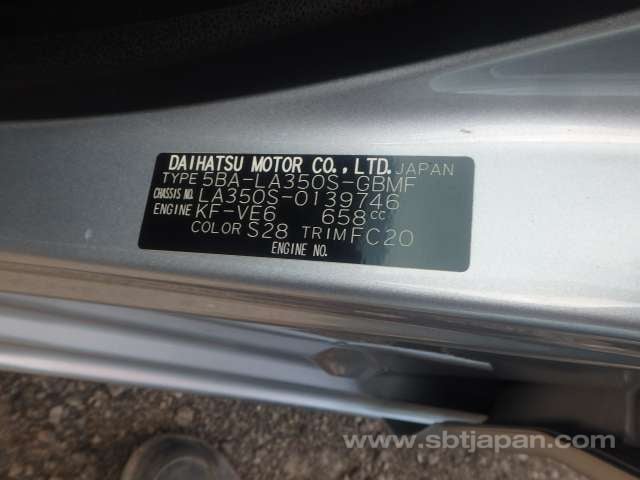 DAIHATSU MOTOR CO., LTD. JAPAN
TYPE 5BA-LA350S-GBMF
CHASSIS NO. LA350S-0139746
ENGINE KF-VE6 658cc
COLOR S28 TRIM FC20
ENGINE NO.
www.sbtjapan.com